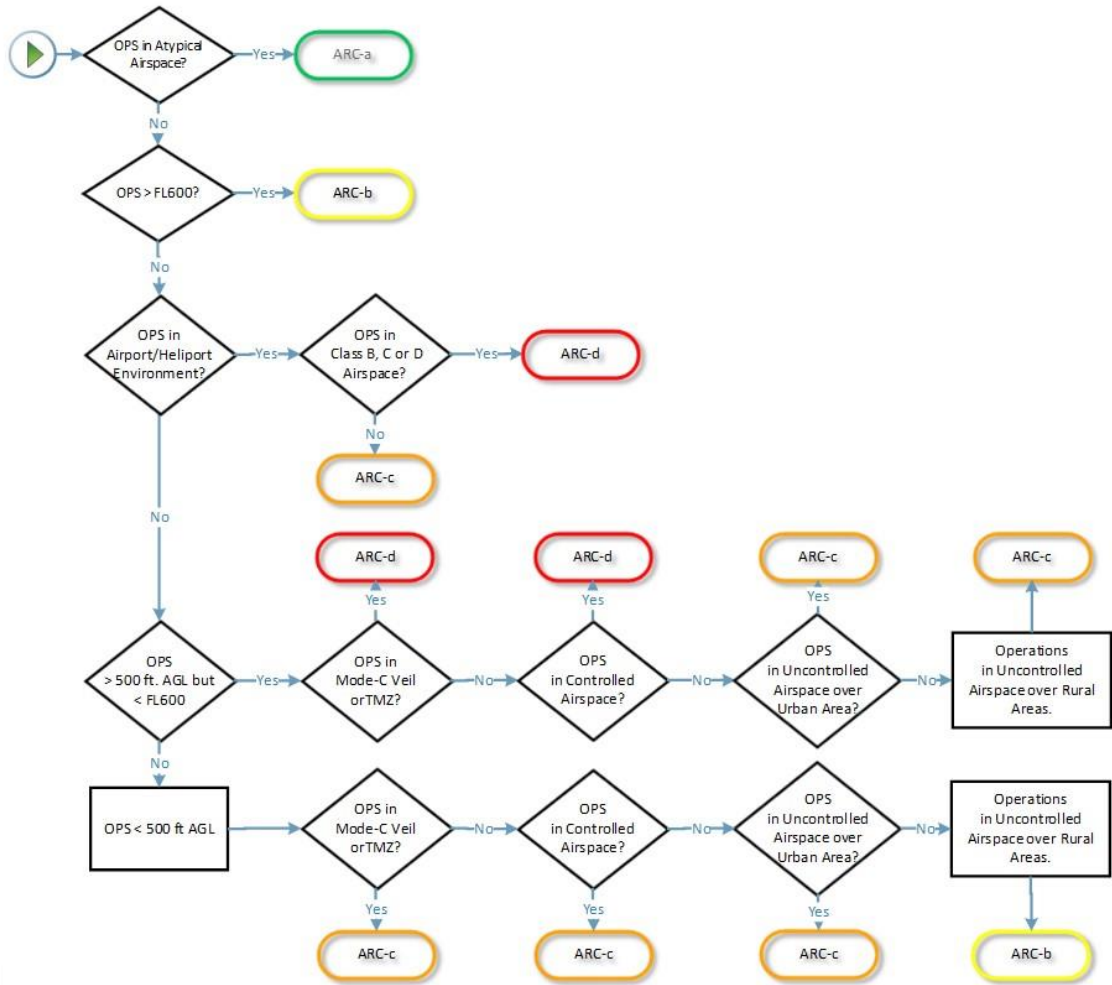 OPS in Atypical
Airspace?
Yes
ARC-a
No
OPS > FL600?
Yes
ARC-b
No
OPS in
Airport/Heliport
Environment?
Yes
OPS in
Class B, C or D
Airspace?
Yes
ARC-d
No
ARC-c
No
ARC-d
ARC-d
ARC-c
ARC-c
Yes
Yes
Yes
OPS
> 500 ft. AGL but
< FL600
Yes
OPS in
Mode-C Veil
orTMZ?
No
OPS
in Controlled
Airspace?
No
OPS
in Uncontrolled
Airspace over
Urban Area?
No
Operations
in Uncontrolled
Airspace over Rural
Areas.
No
OPS < 500 ft AGL
OPS in
Mode-C Veil
orTMZ?
No
OPS
in Controlled
Airspace?
No
OPS
in Uncontrolled
Airspace over
Urban Area?
No
Operations
in Uncontrolled
Airspace over Rural
Areas.
Yes
Yes
Yes
ARC-c
ARC-c
ARC-c
ARC-b